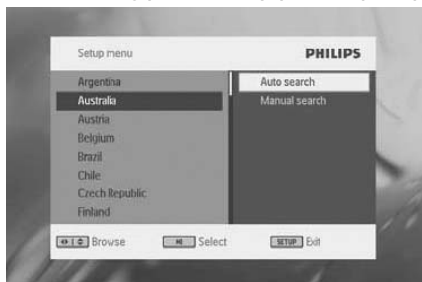 Setup menu PHILIPS
Argentina
Australia
Austria
Belgium
Brazil
Chile
Czech Republic
Finland
Auto search
Manual search
Browse Select SETUP Exit